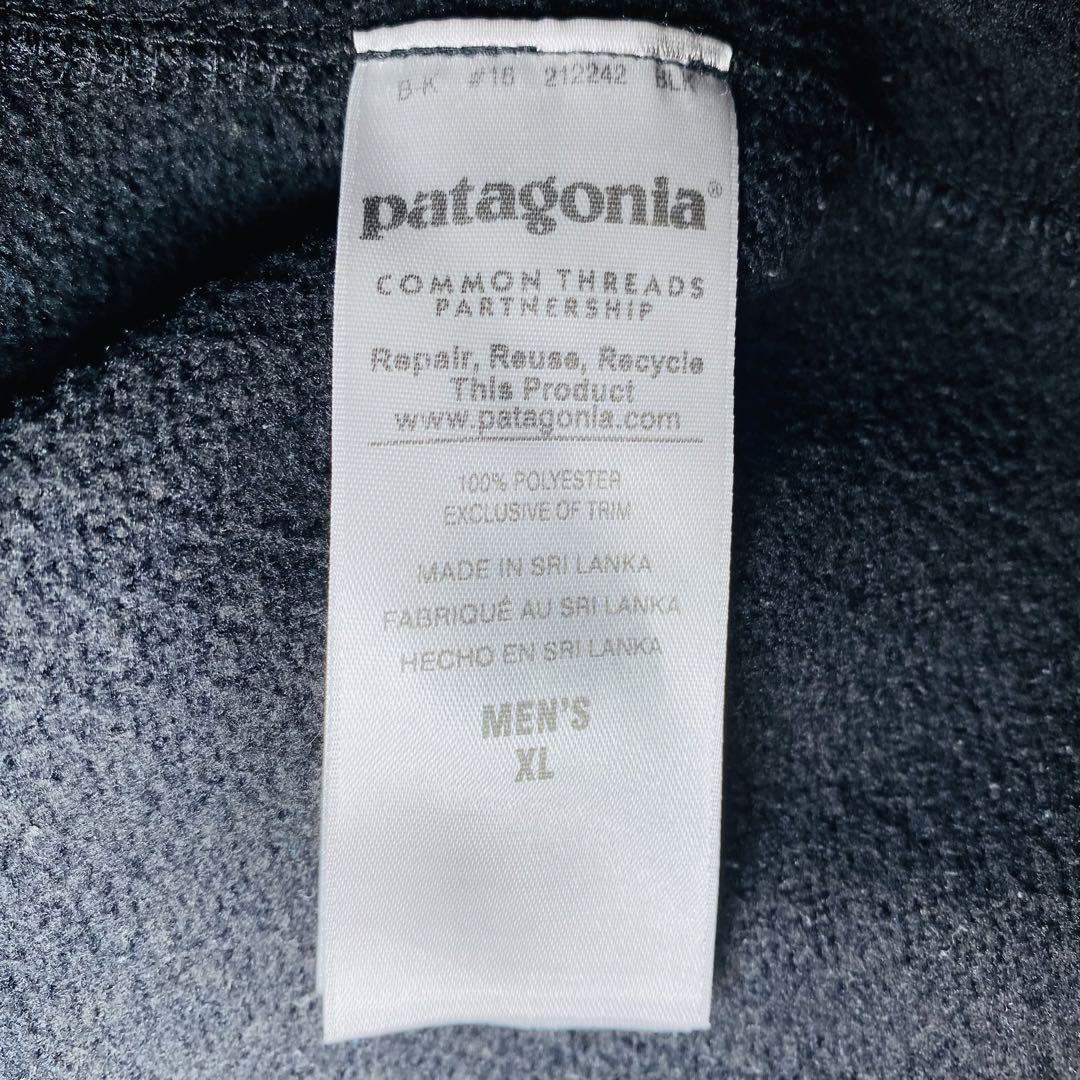 B-K #16 212242 BLK
patagonia®
COMMON THREADS
PARTNERSHIP
Repair, Reuse, Recycle
This Product
www.patagonia.com
100% POLYESTER
EXCLUSIVE OF TRIM
MADE IN SRI LANKA
FABRIQUÉ AU SRI LANKA
HECHO EN SRI LANKA
MEN'S
XL